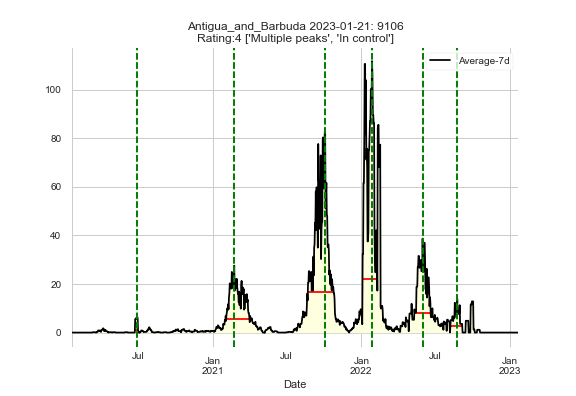 Antigua_and_Barbuda 2023-01-21: 9106
Rating:4 ['Multiple peaks', 'In control']
Average-7d
100
80
60
40
20
0
Jul
Jan
2021
Jul
Jan
2022
Jul
Jan
2023
Date